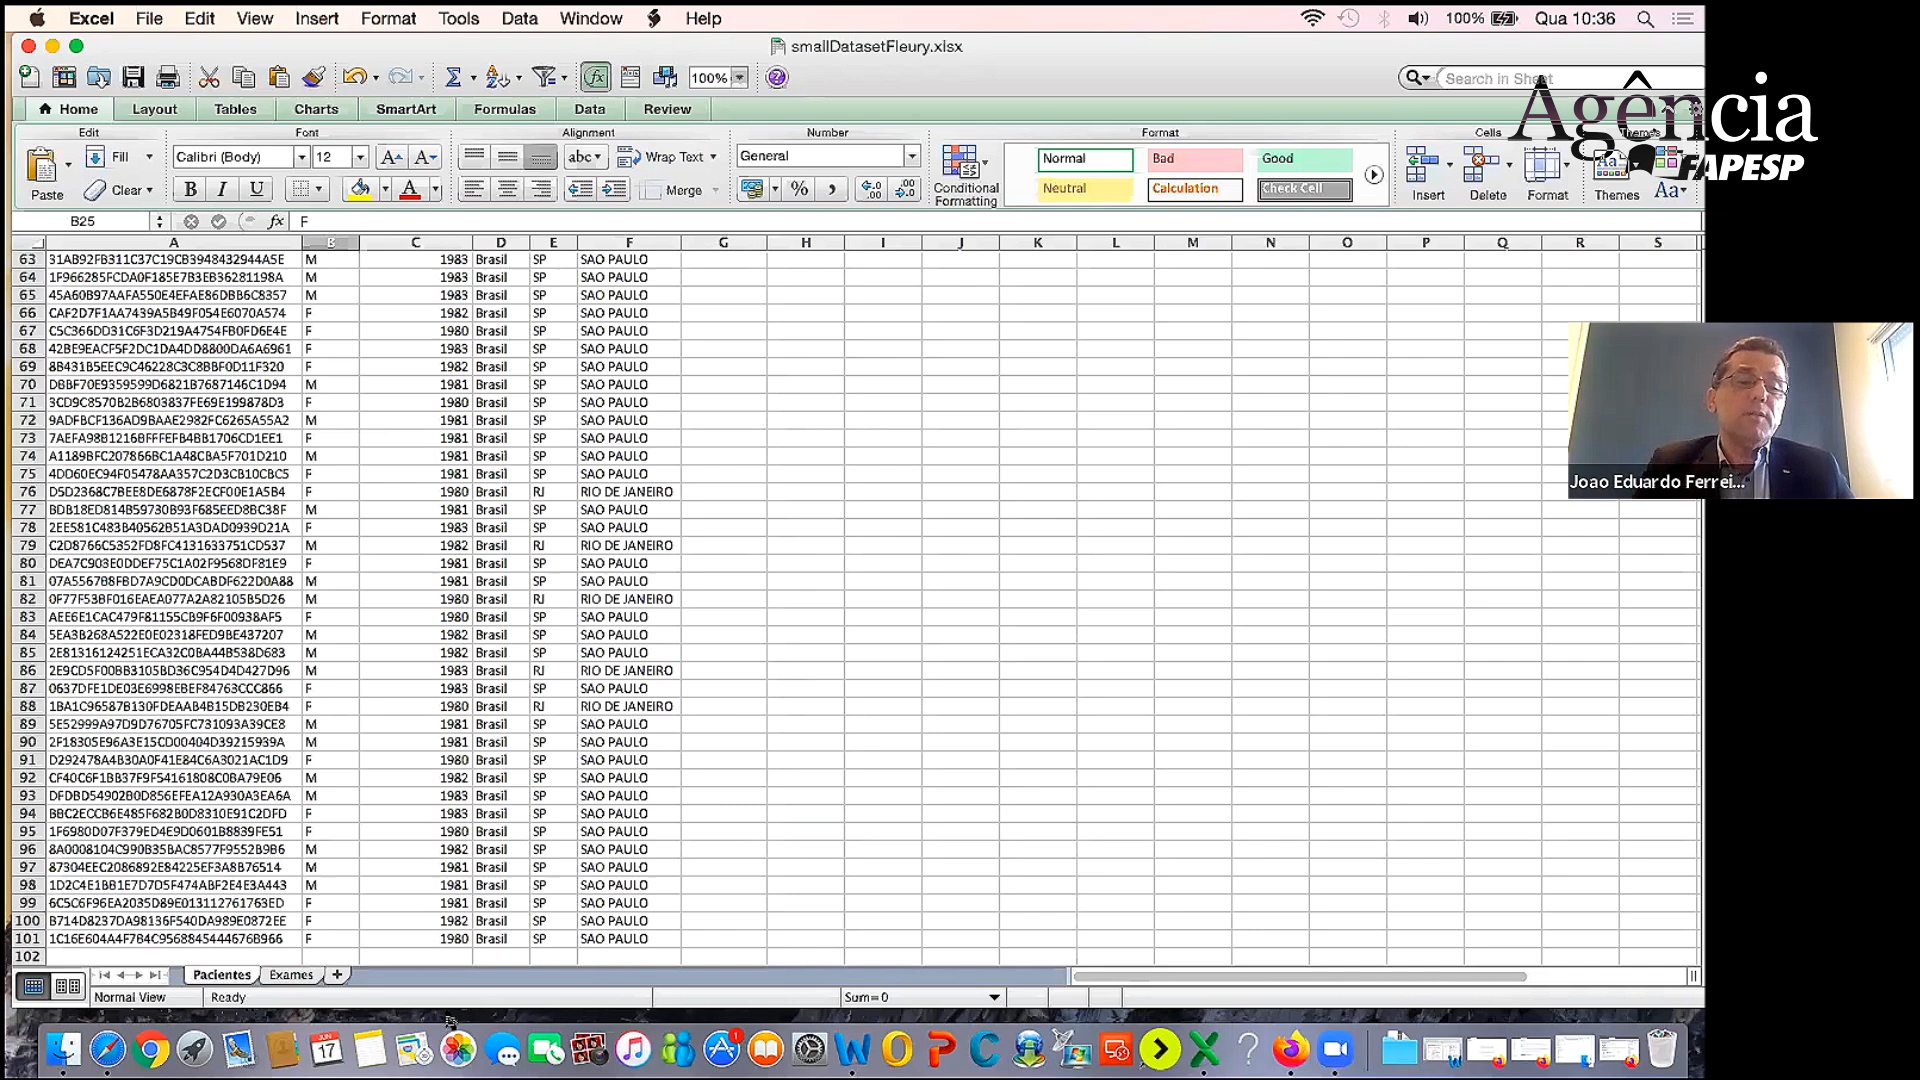 Excel File Edit View Insert Format Tools Data Window Help 100% Qua 10:36
smallDatasetFleury.xlsx
100% Search in Sheet
Home Layout Tables Charts SmartArt Formulas Data Review
Agência
FAPESP
Edit Font Alignment Number Format Cells Themes
Fill Calibri (Body) 12 abc Wrap Text General Normal Bad Good
Paste Clear B I U Merge % Conditional Formatting Neutral Calculation Check Cell Insert Delete Format Themes Aa
B25 fx F
A B C D E F G H I J K L M N O P Q R S
63 31AB92FB311C37C19CB3948432944A5E M 1983 Brasil SP SAO PAULO
64 1F966285FCDA0F185E7B3EB36281198A M 1983 Brasil SP SAO PAULO
65 45A60B97AAFA550E4EFAE86DBB6C8357 M 1983 Brasil SP SAO PAULO
66 CAF2D7F1AA7439A5B49F054E6070A574 F 1982 Brasil SP SAO PAULO
67 C5C366DD31C6F3D219A4754FB0FD6E4E F 1980 Brasil SP SAO PAULO
68 42BE9EACF5F2DC1DA4DD8800DA6A6961 F 1983 Brasil SP SAO PAULO
69 8B431B5EEC9C46228C3C8BBF0D11F320 F 1982 Brasil SP SAO PAULO
70 DBBF70E9359599D6821B7687146C1D94 M 1981 Brasil SP SAO PAULO
71 3CD9C8570B2B6803837FE69E199878D3 F 1980 Brasil SP SAO PAULO
72 9ADFBCF136AD9BAAE2982FC6265A55A2 M 1981 Brasil SP SAO PAULO
73 7AEFA98B1216BFFFEFB4BB1706CD1EE1 F 1981 Brasil SP SAO PAULO
74 A1189BFC207866BC1A48CBA5F701D210 M 1981 Brasil SP SAO PAULO
75 4DD60EC94F05478AA357C2D3CB10CBC5 F 1981 Brasil SP SAO PAULO
76 D5D2368C7BEE8DE6878F2ECF00E1A5B4 F 1980 Brasil RJ RIO DE JANEIRO
77 BDB18ED814B59730B93F685EED8BC38F M 1981 Brasil SP SAO PAULO
78 2EE581C483B40562B51A3DAD0939D21A F 1983 Brasil SP SAO PAULO
79 C2D8766C5352FD8FC4131633751CD537 M 1982 Brasil RJ RIO DE JANEIRO
80 DEA7C903E0DDEF75C1A02F9568DF81E9 F 1981 Brasil SP SAO PAULO
81 07A5567B8FBD7A9CD0DCABDF622D0A88 M 1981 Brasil SP SAO PAULO
82 0F77F53BF016EAEA077A2A82105B5D26 M 1980 Brasil RJ RIO DE JANEIRO
83 AEE6E1CAC479F81155CB9F6F00938AF5 F 1980 Brasil SP SAO PAULO
84 5EA3B268A522E0E02318FED9BE437207 M 1982 Brasil SP SAO PAULO
85 2E81316124251ECA32C0BA44B538D683 M 1982 Brasil SP SAO PAULO
86 2E9CD5F00BB3105BD36C954D4D427D96 M 1983 Brasil RJ RIO DE JANEIRO
87 0637DFE1DE03E6998EBEF84763CCC866 F 1983 Brasil SP SAO PAULO
88 1BA1C96587B130FDEAAB4B15DB230EB4 F 1980 Brasil RJ RIO DE JANEIRO
89 5E52999A97D9D76705FC731093A39CE8 M 1981 Brasil SP SAO PAULO
90 2F18305E96A3E15CD00404D39215939A M 1981 Brasil SP SAO PAULO
91 D292478A4B30A0F41E84C6A3021AC1D9 F 1980 Brasil SP SAO PAULO
92 CF40C6F1BB37F9F54161808C0BA79E06 M 1982 Brasil SP SAO PAULO
93 DFDBD54902B0D856EFEA12A930A3EA6A M 1983 Brasil SP SAO PAULO
94 BBC2ECCB6E485F682B0D8310E91C2DFD F 1983 Brasil SP SAO PAULO
95 1F6980D07F379ED4E9D0601B8839FE51 F 1980 Brasil SP SAO PAULO
96 8A0008104C990B35BAC8577F9552B9B6 M 1982 Brasil SP SAO PAULO
97 87304EEC2086892E84225EF3A8B76514 M 1981 Brasil SP SAO PAULO
98 1D2C4E1BB1E7D7D5F474ABF2E4E3A443 M 1981 Brasil SP SAO PAULO
99 6C5C6F96EA2035D89E013112761763ED F 1981 Brasil SP SAO PAULO
100 B714D8237DA98136F540DA989E0872EE F 1982 Brasil SP SAO PAULO
101 1C16E604A4F7B4C9568845444676B966 F 1980 Brasil SP SAO PAULO
102
Joao Eduardo Ferrei...
Pacientes Exames
Normal View Ready Sum=0
JUN
17
1